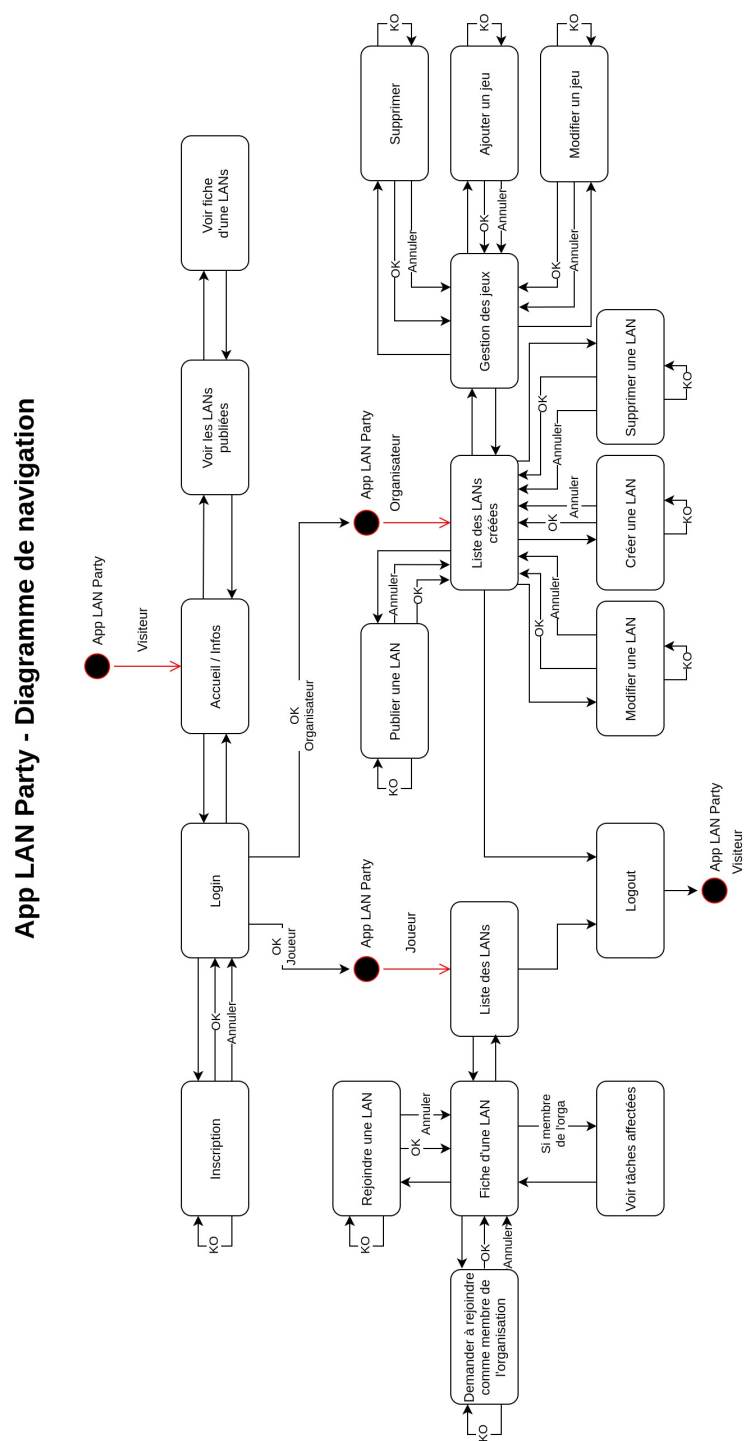 App LAN Party - Diagramme de navigation
App LAN Party
Visiteur
Inscription
KO
OK
Annuler
Login
Accueil / Infos
Voir les LANs
publiées
Voir fiche
d'une LANs
OK
Joueur
OK
Organisateur
App LAN Party
Joueur
App LAN Party
Organisateur
Rejoindre une LAN
KO
OK
Annuler
Publier une LAN
KO
Annuler
OK
Supprimer
KO
OK
Annuler
Demander à rejoindre
comme membre de
l'organisation
KO
OK
Annuler
Fiche d'une LAN
Liste des LANs
Liste des LANs
créées
Gestion des jeux
OK
Annuler
Ajouter un jeu
KO
Si membre
de l'orga
OK
Annuler
OK
Annuler
OK
Annuler
OK
Annuler
Modifier un jeu
KO
Voir tâches affectées
Logout
Modifier une LAN
KO
Créer une LAN
KO
Supprimer une LAN
KO
App LAN Party
Visiteur